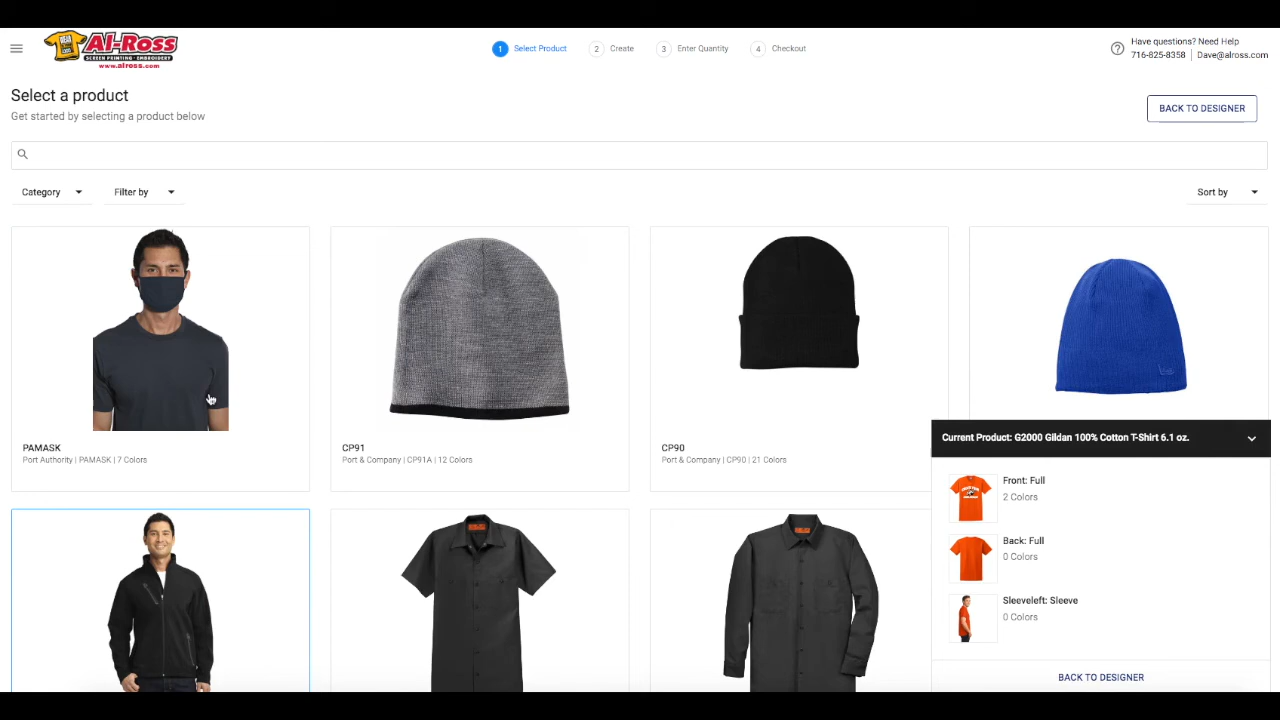 Al-Ross
SCREEN PRINTING · EMBROIDERY
www.alross.com
1 Select Product
2 Create
3 Enter Quantity
4 Checkout
Have questions? Need Help
716-825-8358 | Dave@alross.com
Select a product
Get started by selecting a product below
BACK TO DESIGNER
Category
Filter by
Sort by
PAMASK
Port Authority | PAMASK | 7 Colors
CP91
Port & Company | CP91A | 12 Colors
CP90
Port & Company | CP90 | 21 Colors
Current Product: G2000 Gildan 100% Cotton T-Shirt 6.1 oz.
Front: Full
2 Colors
Back: Full
0 Colors
Sleeveleft: Sleeve
0 Colors
BACK TO DESIGNER